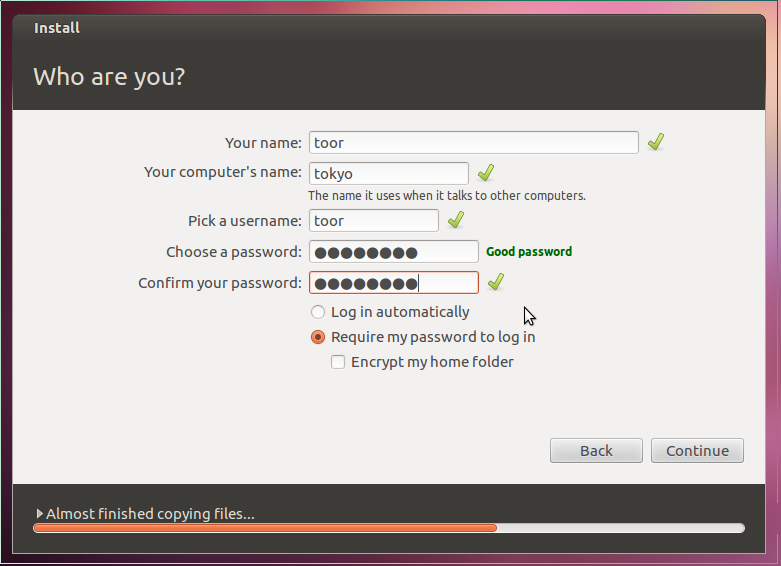 Install
Who are you?
Your name: toor
Your computer's name: tokyo
The name it uses when it talks to other computers.
Pick a username: toor
Choose a password: ●●●●●●●● Good password
Confirm your password: ●●●●●●●●
Log in automatically
Require my password to log in
Encrypt my home folder
Back Continue
Almost finished copying files...